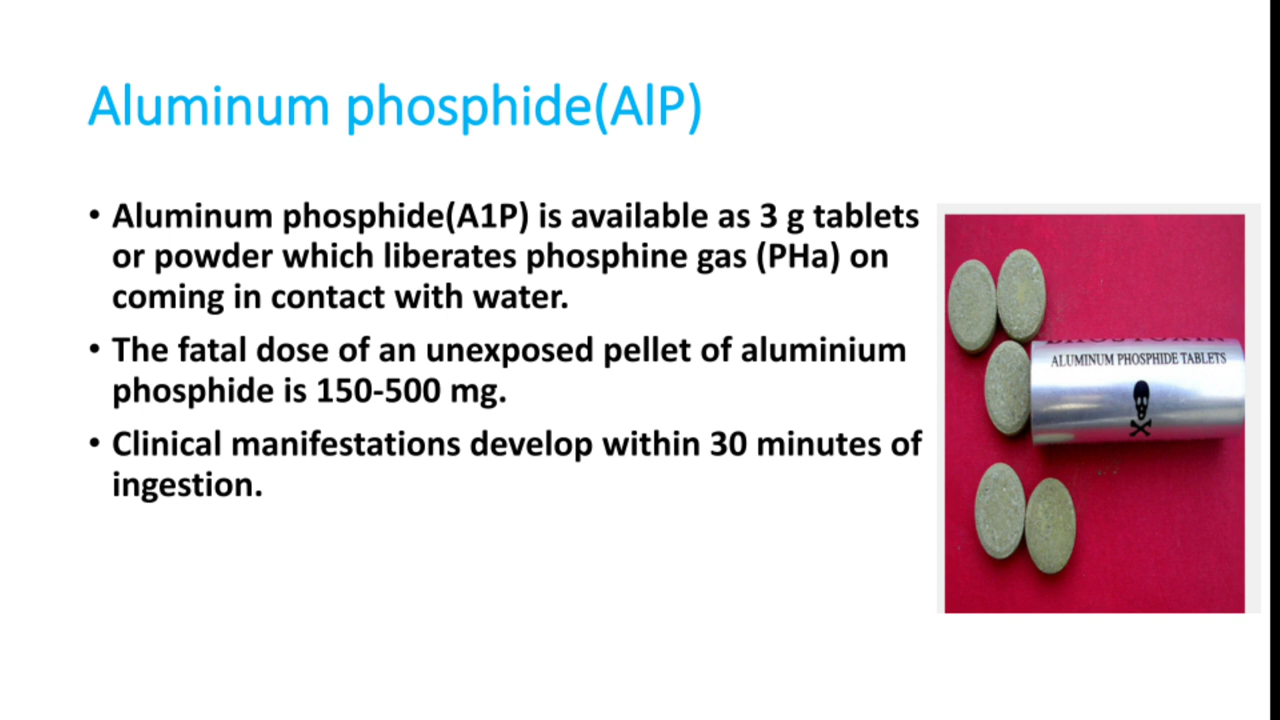 Aluminum phosphide(AlP)
• Aluminum phosphide(A1P) is available as 3 g tablets
or powder which liberates phosphine gas (PHa) on
coming in contact with water.
• The fatal dose of an unexposed pellet of aluminium
phosphide is 150-500 mg.
• Clinical manifestations develop within 30 minutes of
ingestion.
PHOSTOXIN
ALUMINUM PHOSPHIDE TABLETS